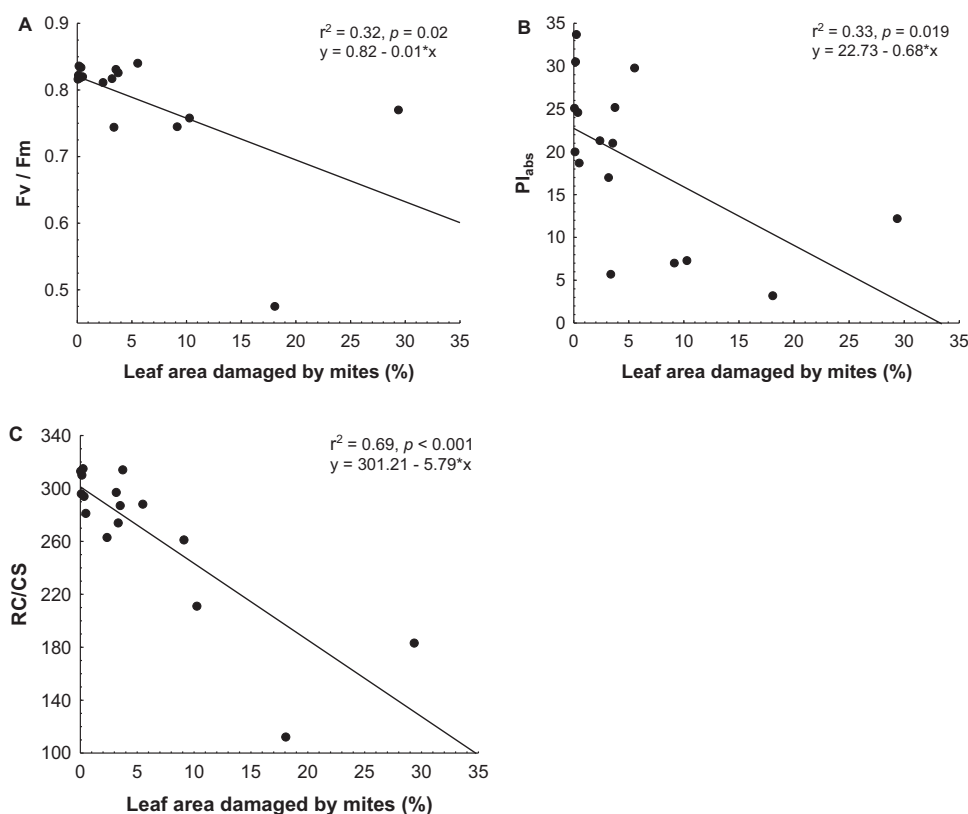 A
r² = 0.32, p = 0.02
y = 0.82 - 0.01*x
0.9
0.8
0.7
0.6
0.5
Fv / Fm
0 5 10 15 20 25 30 35
Leaf area damaged by mites (%)
B
r² = 0.33, p = 0.019
y = 22.73 - 0.68*x
35
30
25
20
15
10
5
0
PIabs
0 5 10 15 20 25 30 35
Leaf area damaged by mites (%)
C
r² = 0.69, p < 0.001
y = 301.21 - 5.79*x
340
300
260
220
180
140
100
RC/CS
0 5 10 15 20 25 30 35
Leaf area damaged by mites (%)